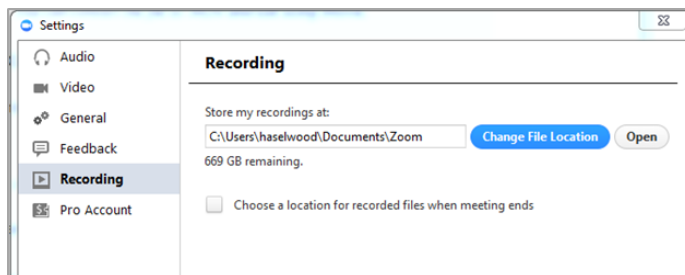 Settings
Audio
Video
General
Feedback
Recording
Pro Account
Recording
Store my recordings at:
C:\Users\haselwood\Documents\Zoom
Change File Location
Open
669 GB remaining.
Choose a location for recorded files when meeting ends